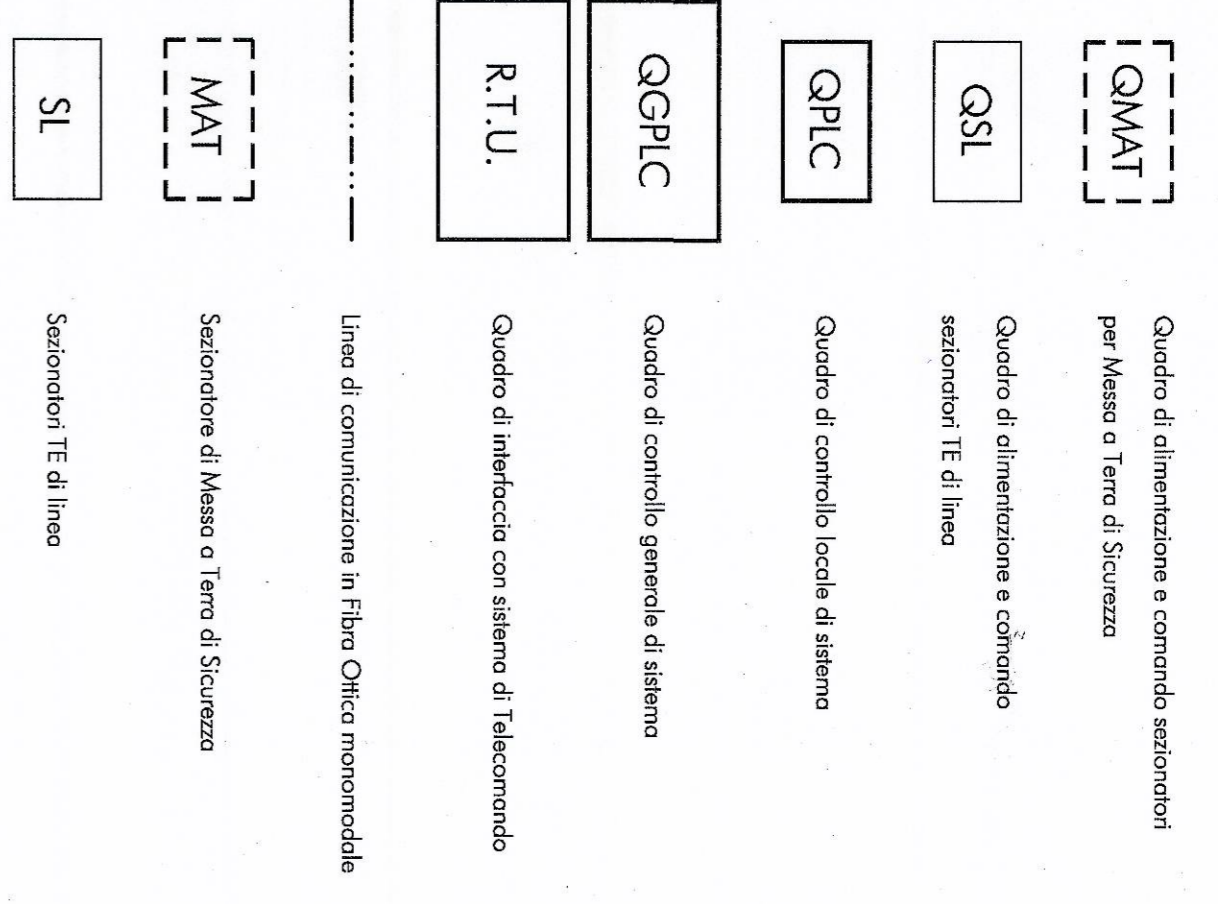 QMAT
Quadro di alimentazione e comando sezionatori
per Messa a Terra di Sicurezza
QSL
Quadro di alimentazione e comando
sezionatori TE di linea
QPLC
Quadro di controllo locale di sistema
QGPLC
Quadro di controllo generale di sistema
R.T.U.
Quadro di interfaccia con sistema di Telecomando
Linea di comunicazione in Fibra Ottica monomodale
MAT
Sezionatore di Messa a Terra di Sicurezza
SL
Sezionatori TE di linea